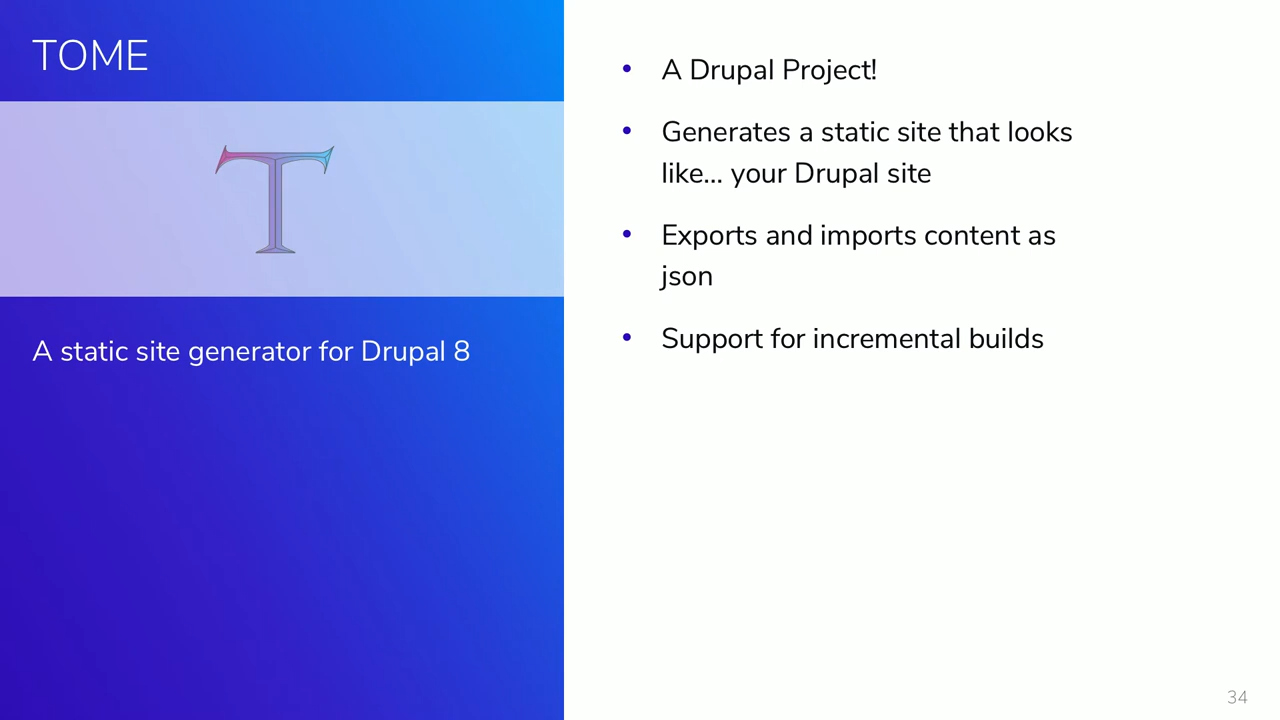 TOME
T
A static site generator for Drupal 8
• A Drupal Project!
• Generates a static site that looks
like... your Drupal site
• Exports and imports content as
json
• Support for incremental builds
34